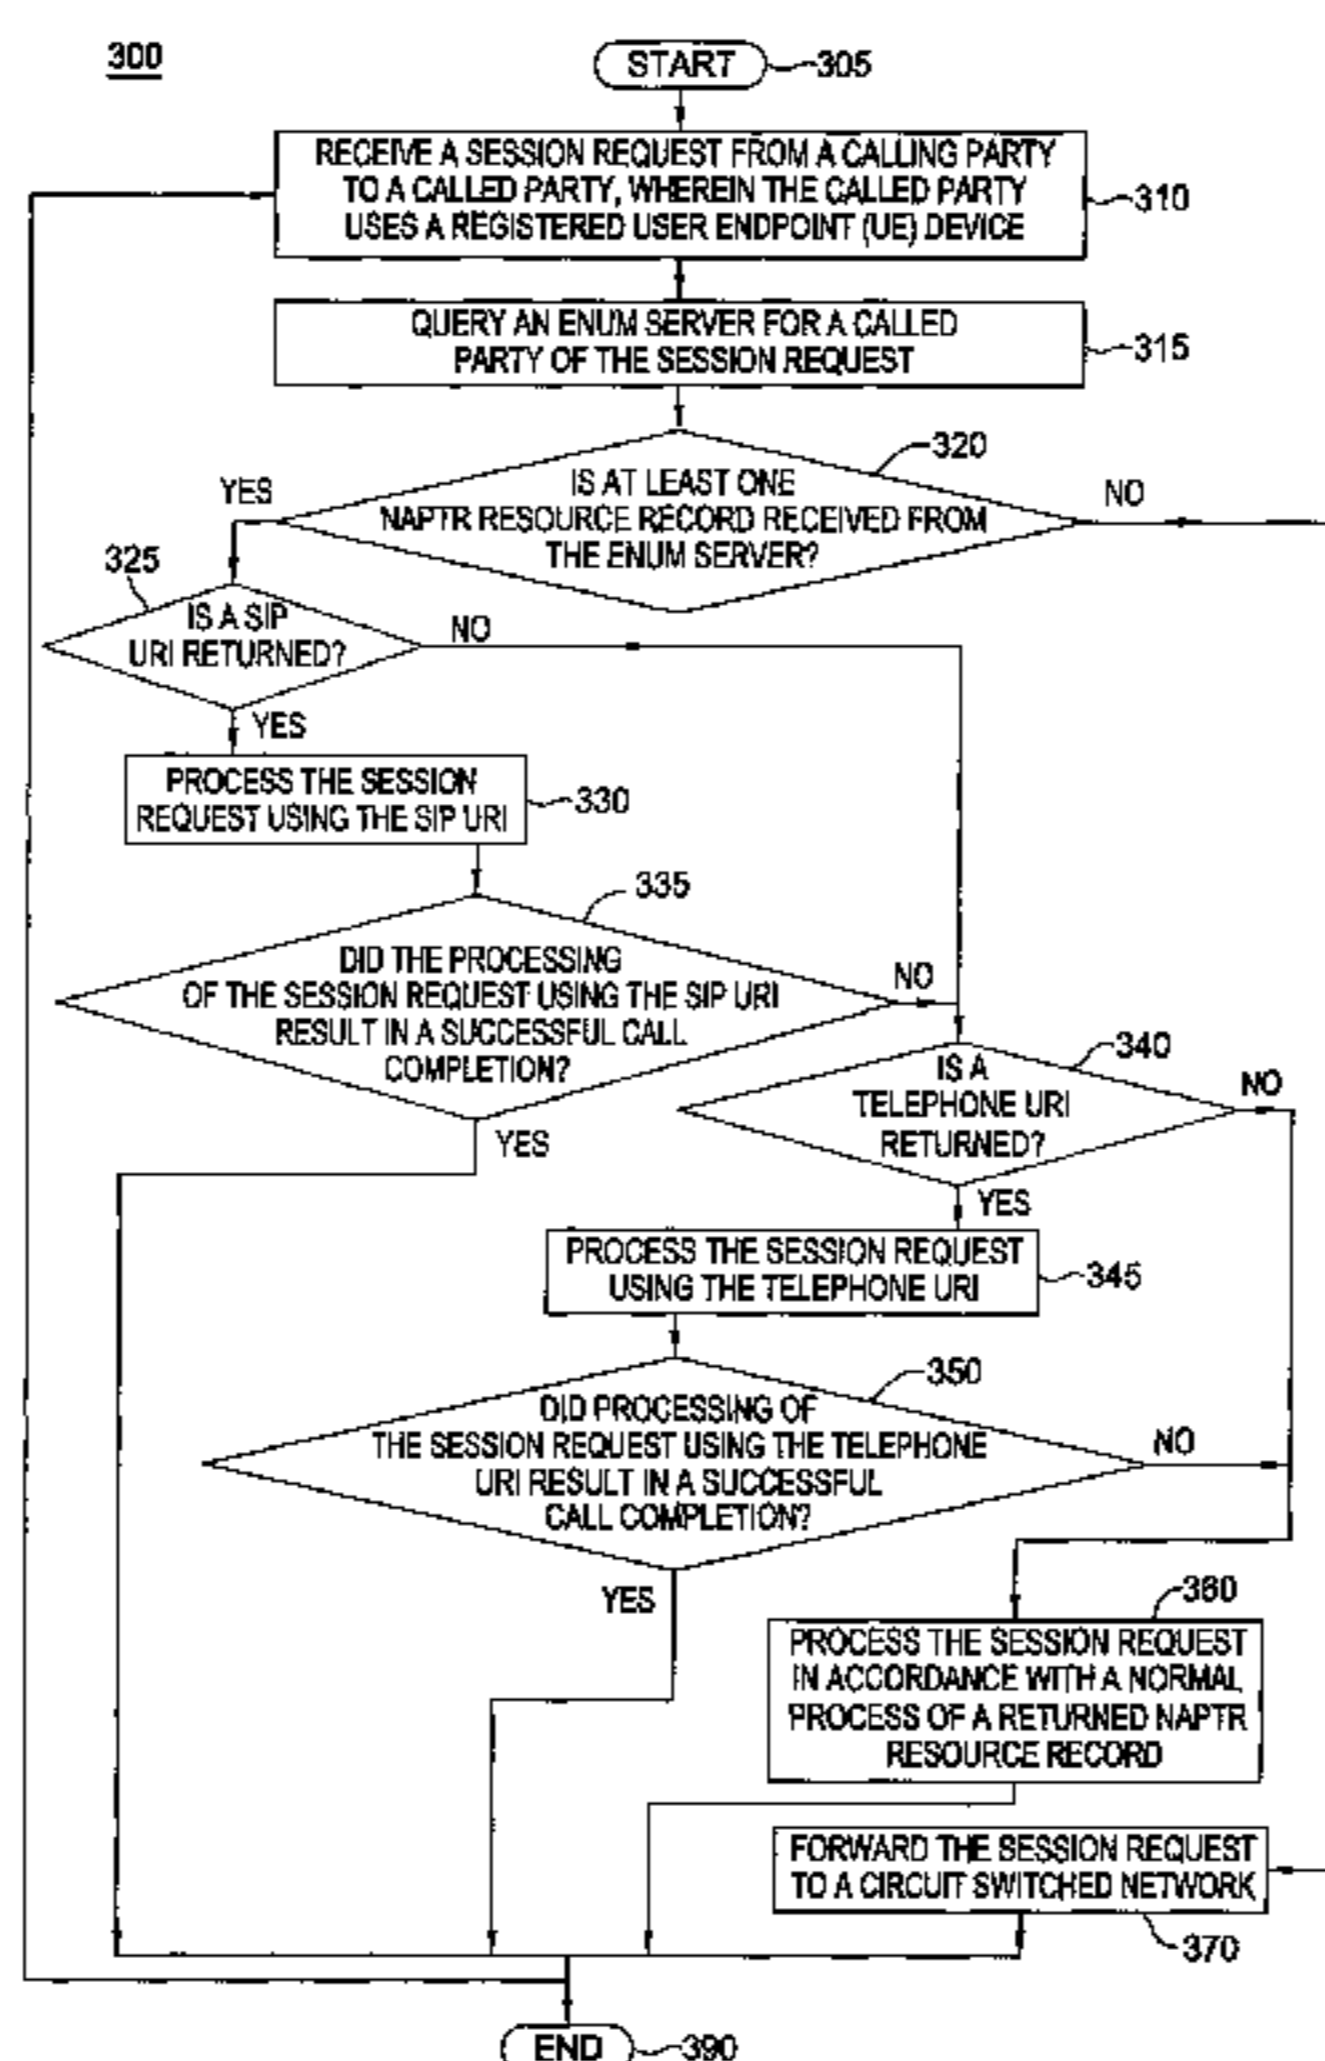 300
START
305
RECEIVE A SESSION REQUEST FROM A CALLING PARTY
TO A CALLED PARTY, WHEREIN THE CALLED PARTY
USES A REGISTERED USER ENDPOINT (UE) DEVICE
310
QUERY AN ENUM SERVER FOR A CALLED
PARTY OF THE SESSION REQUEST
315
320
IS AT LEAST ONE
NAPTR RESOURCE RECORD RECEIVED FROM
THE ENUM SERVER?
YES
NO
325
IS A SIP
URI RETURNED?
NO
YES
PROCESS THE SESSION
REQUEST USING THE SIP URI
330
335
DID THE PROCESSING
OF THE SESSION REQUEST USING THE SIP URI
RESULT IN A SUCCESSFUL CALL
COMPLETION?
NO
YES
340
IS A
TELEPHONE URI
RETURNED?
NO
YES
PROCESS THE SESSION REQUEST
USING THE TELEPHONE URI
345
350
DID PROCESSING OF
THE SESSION REQUEST USING THE TELEPHONE
URI RESULT IN A SUCCESSFUL
CALL COMPLETION?
NO
YES
360
PROCESS THE SESSION REQUEST
IN ACCORDANCE WITH A NORMAL
PROCESS OF A RETURNED NAPTR
RESOURCE RECORD
FORWARD THE SESSION REQUEST
TO A CIRCUIT SWITCHED NETWORK
370
END
390